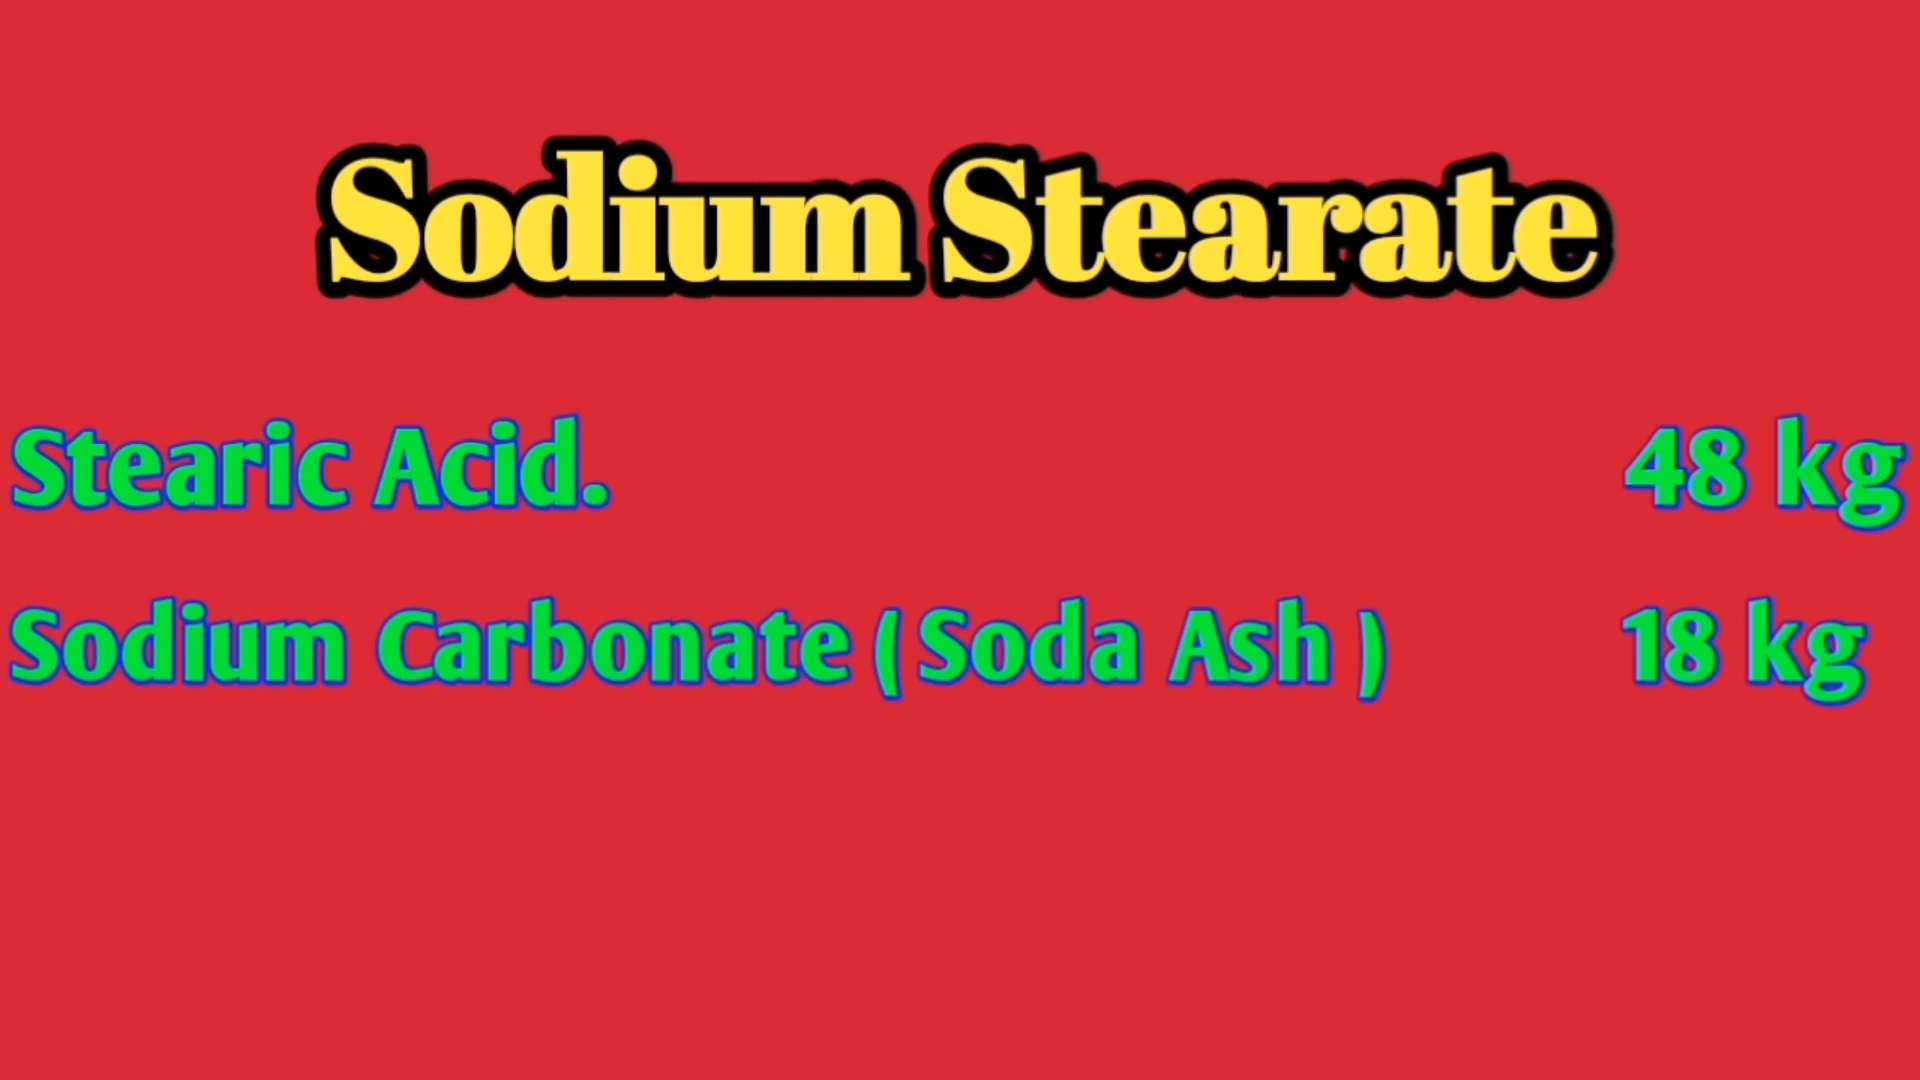 Sodium Stearate
Stearic Acid. 48 kg
Sodium Carbonate ( Soda Ash ) 18 kg